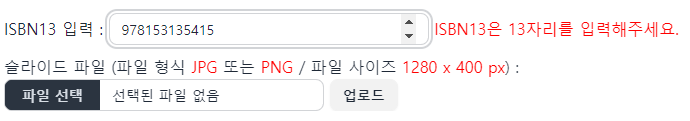 ISBN13 입력 : 978153135415 ISBN13은 13자리를 입력해주세요.
슬라이드 파일 (파일 형식 JPG 또는 PNG / 파일 사이즈 1280 x 400 px) :
파일 선택 선택된 파일 없음 업로드